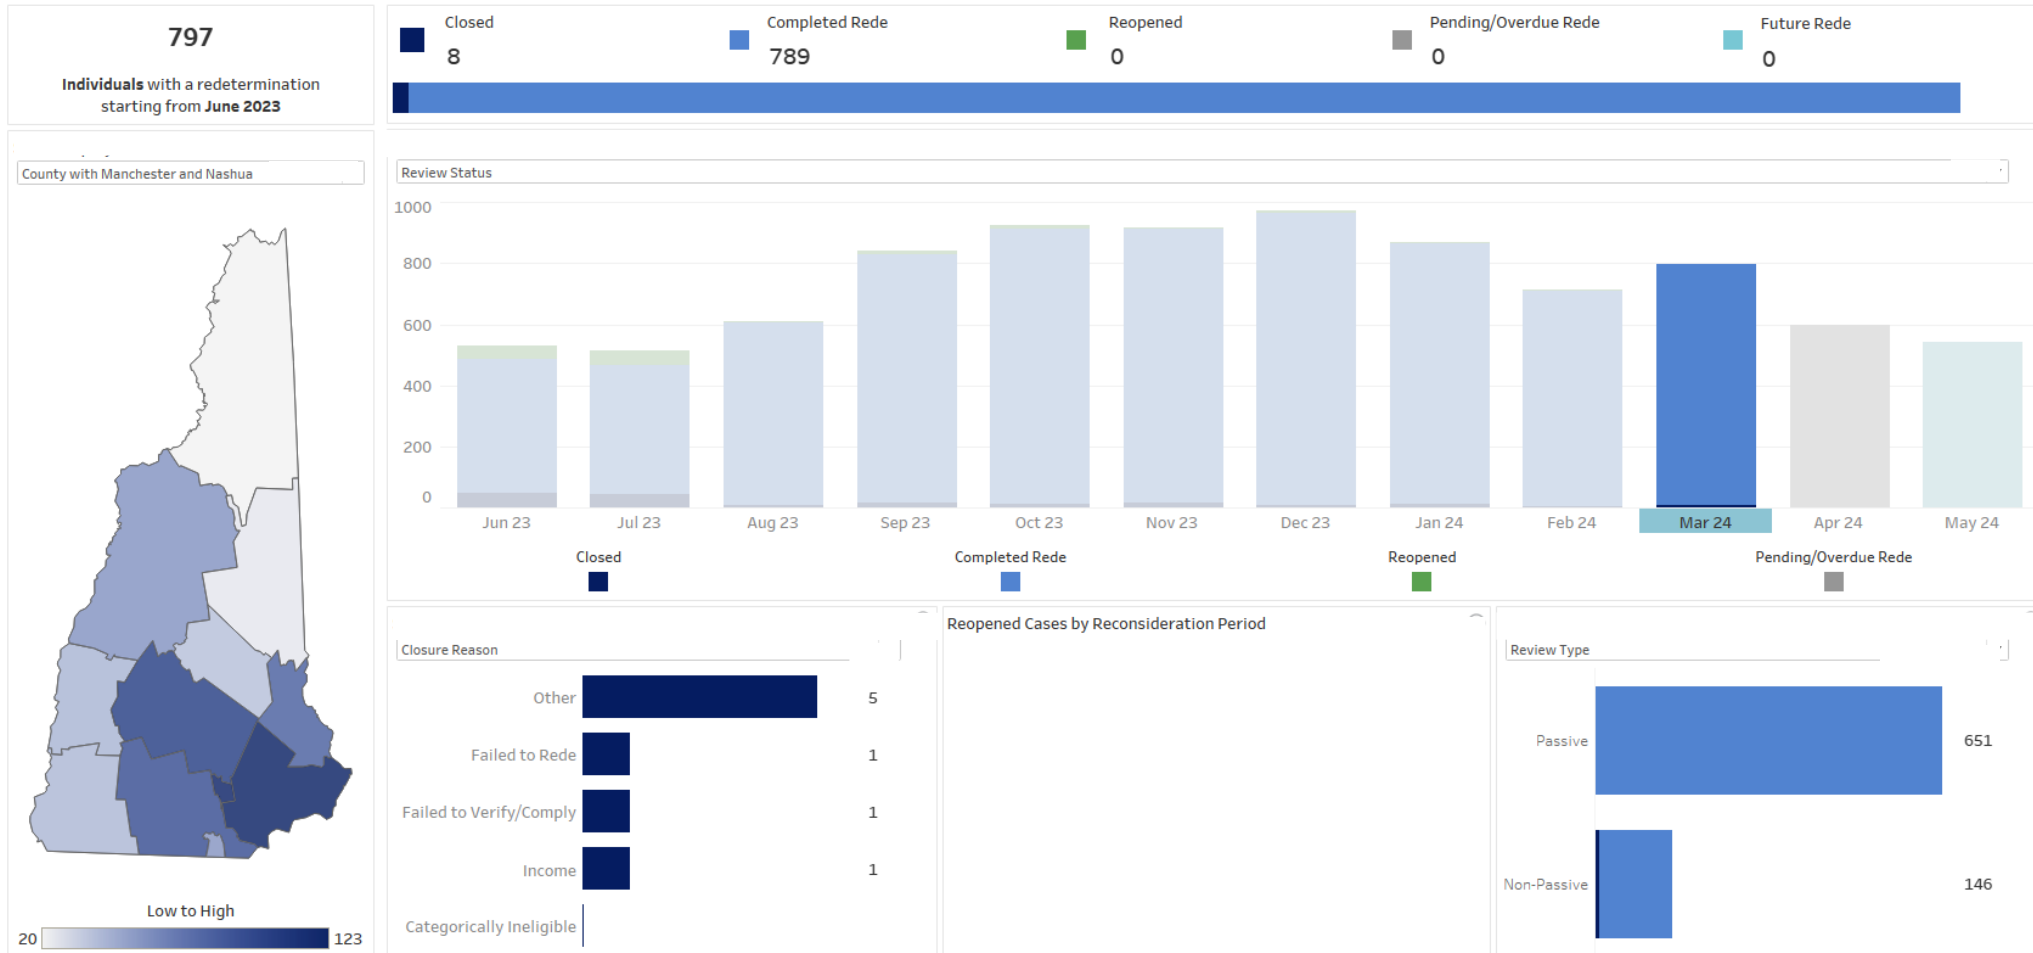 797
Individuals with a redetermination
starting from June 2023
Closed
8
Completed Rede
789
Reopened
0
Pending/Overdue Rede
0
Future Rede
0
County with Manchester and Nashua
Low to High
20
123
Review Status
1000
800
600
400
200
0
Jun 23
Jul 23
Aug 23
Sep 23
Oct 23
Nov 23
Dec 23
Jan 24
Feb 24
Mar 24
Apr 24
May 24
Closed
Completed Rede
Reopened
Pending/Overdue Rede
Closure Reason
Other 5
Failed to Rede 1
Failed to Verify/Comply 1
Income 1
Categorically Ineligible
Reopened Cases by Reconsideration Period
Review Type
Passive 651
Non-Passive 146